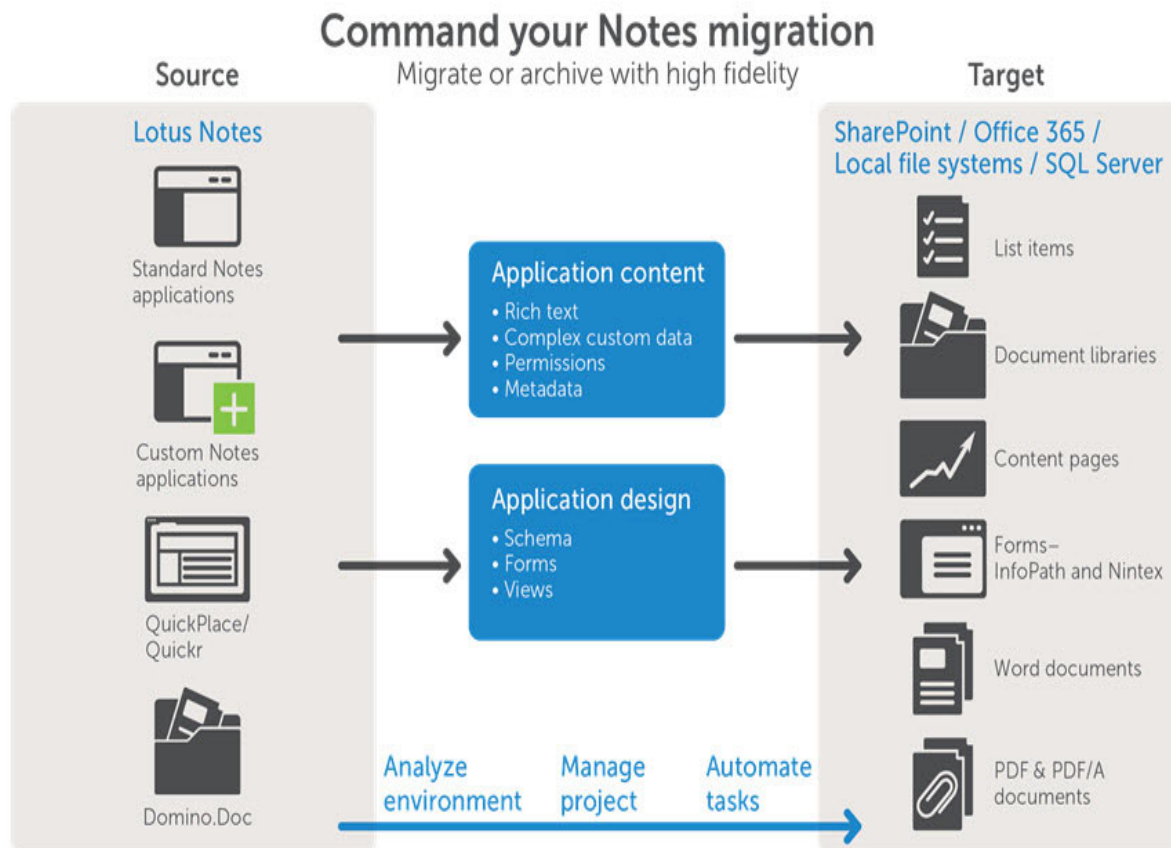 Command your Notes migration
Migrate or archive with high fidelity
Source
Lotus Notes
Standard Notes
applications
Custom Notes
applications
QuickPlace/
Quickr
Domino.Doc
Application content
• Rich text
• Complex custom data
• Permissions
• Metadata
Application design
• Schema
• Forms
• Views
Analyze
environment
Manage
project
Automate
tasks
Target
SharePoint / Office 365 /
Local file systems / SQL Server
List items
Document libraries
Content pages
Forms–
InfoPath and Nintex
Word documents
PDF & PDF/A
documents